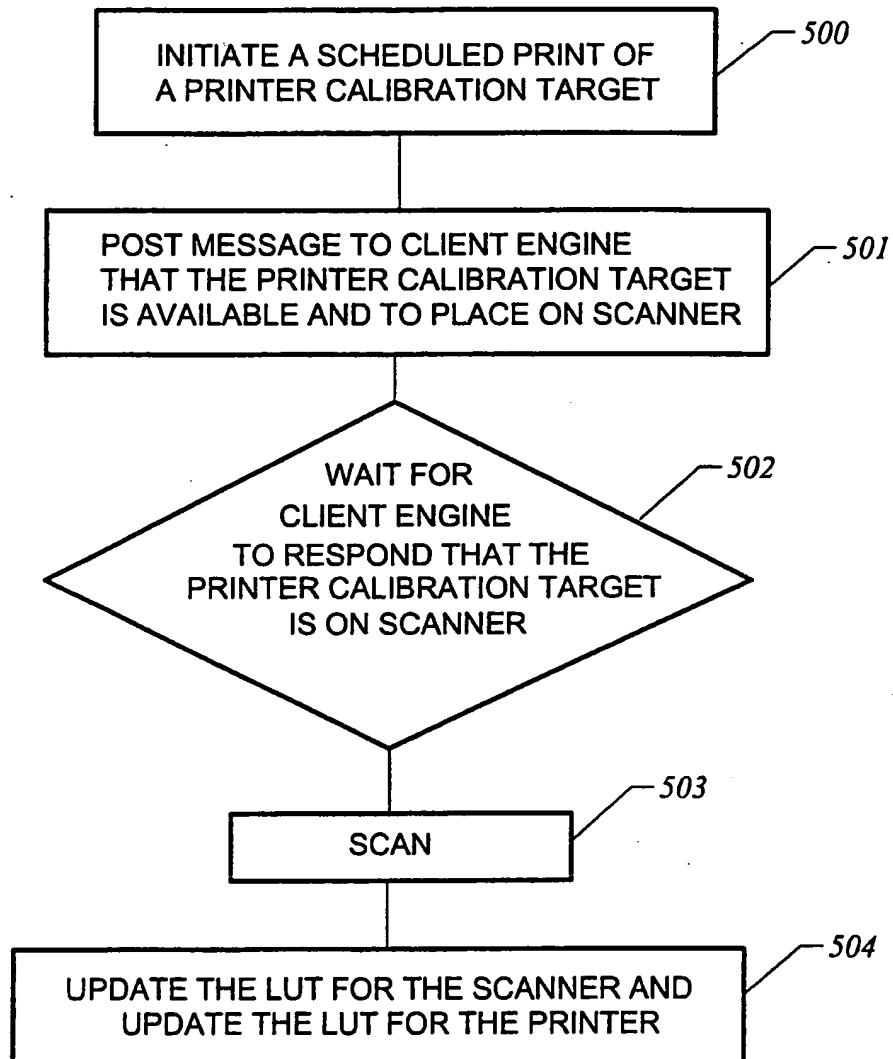 INITIATE A SCHEDULED PRINT OF
A PRINTER CALIBRATION TARGET
500
POST MESSAGE TO CLIENT ENGINE
THAT THE PRINTER CALIBRATION TARGET
IS AVAILABLE AND TO PLACE ON SCANNER
501
WAIT FOR
CLIENT ENGINE
TO RESPOND THAT THE
PRINTER CALIBRATION TARGET
IS ON SCANNER
502
SCAN
503
UPDATE THE LUT FOR THE SCANNER AND
UPDATE THE LUT FOR THE PRINTER
504